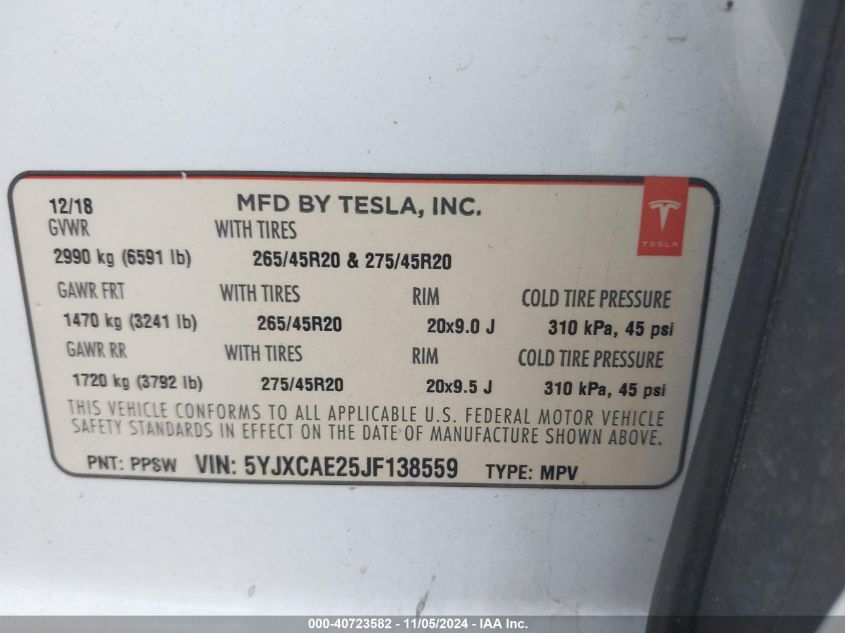 12/18 MFD BY TESLA, INC.
TESLA
GVWR WITH TIRES
2990 kg (6591 lb) 265/45R20 & 275/45R20
GAWR FRT WITH TIRES RIM COLD TIRE PRESSURE
1470 kg (3241 lb) 265/45R20 20x9.0 J 310 kPa, 45 psi
GAWR RR WITH TIRES RIM COLD TIRE PRESSURE
1720 kg (3792 lb) 275/45R20 20x9.5 J 310 kPa, 45 psi
THIS VEHICLE CONFORMS TO ALL APPLICABLE U.S. FEDERAL MOTOR VEHICLE
SAFETY STANDARDS IN EFFECT ON THE DATE OF MANUFACTURE SHOWN ABOVE.
PNT: PPSW VIN: 5YJXCAE25JF138559 TYPE: MPV
000-40723582 - 11/05/2024 - IAA Inc.